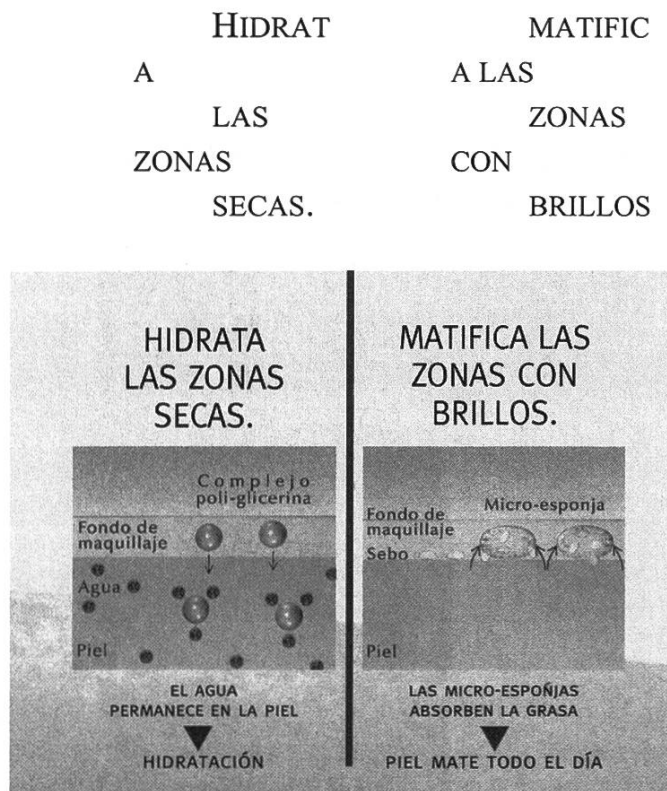 HIDRAT
A
LAS
ZONAS
SECAS.
MATIFIC
A LAS
ZONAS
CON
BRILLOS
HIDRATA
LAS ZONAS
SECAS.
Complejo
poli-glicerina
Fondo de
maquillaje
Agua
Piel
EL AGUA
PERMANECE EN LA PIEL
HIDRATACIÓN
MATIFICA LAS
ZONAS CON
BRILLOS.
Micro-esponja
Fondo de
maquillaje
Sebo
Piel
LAS MICRO-ESPOÑJAS
ABSORBEN LA GRASA
PIEL MATE TODO EL DÍA